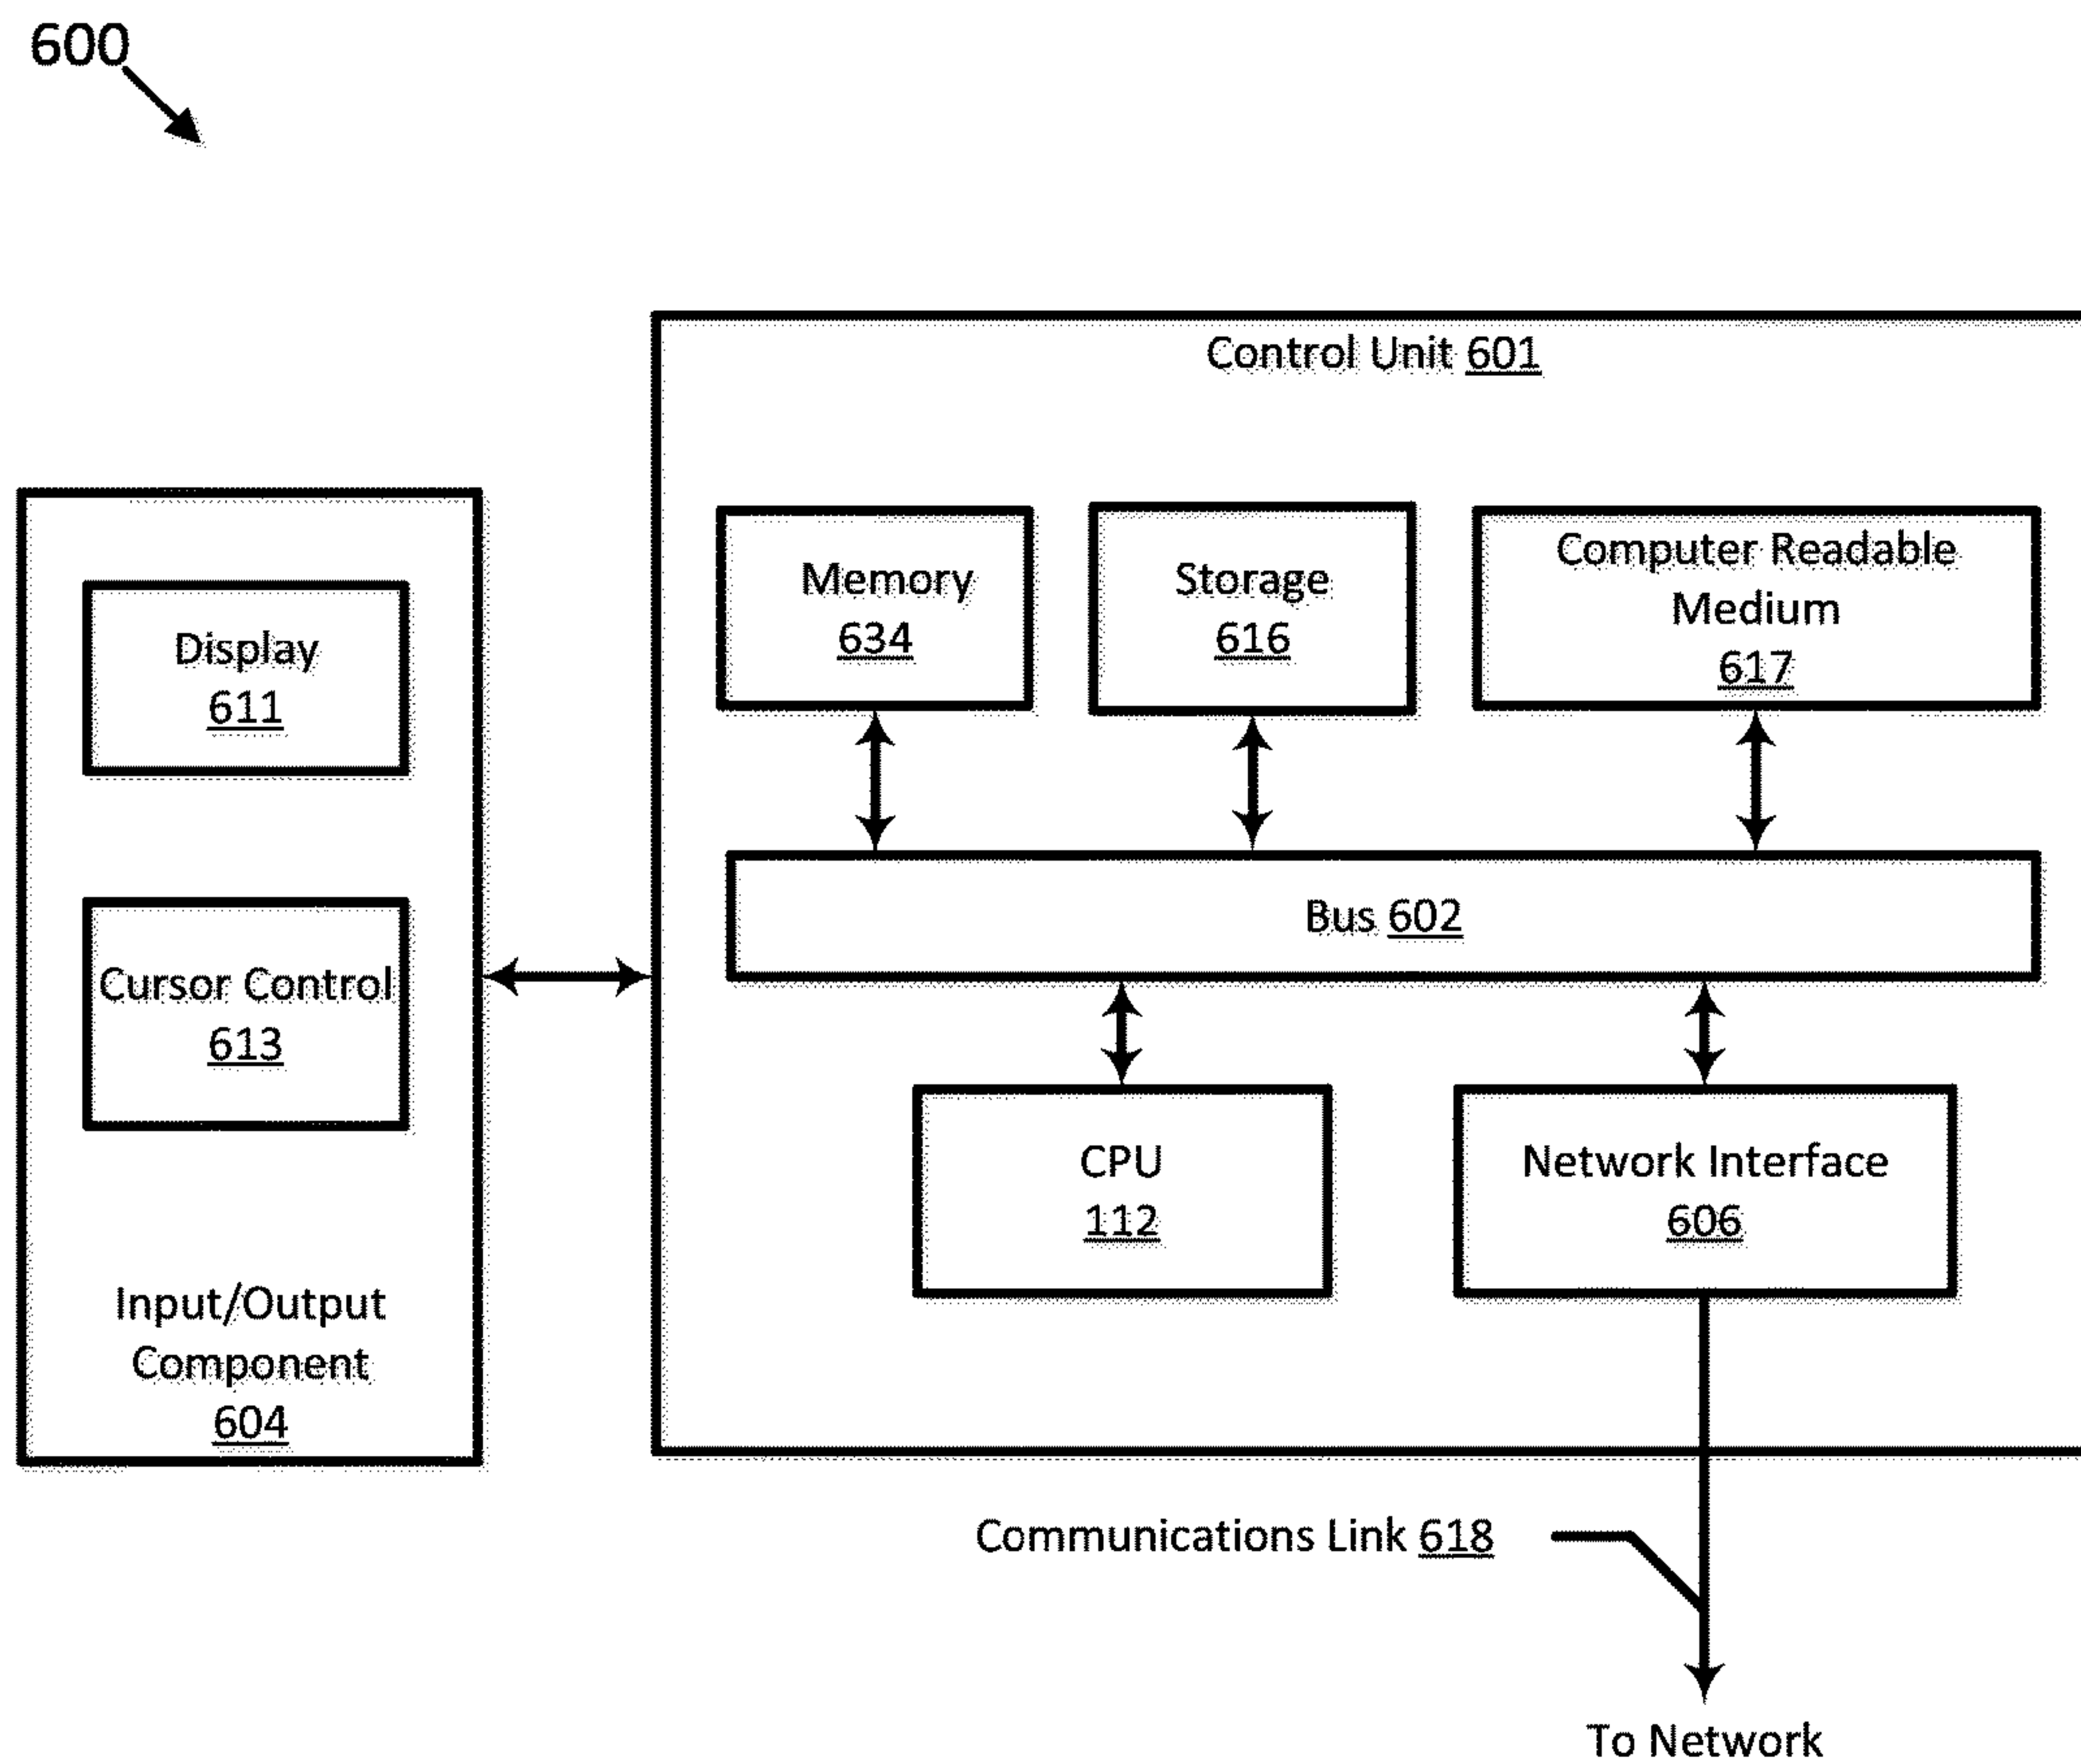 600
Control Unit 601
Memory
634
Storage
616
Computer Readable
Medium
617
Display
611
Bus 602
Cursor Control
613
CPU
112
Network Interface
606
Input/Output
Component
604
Communications Link 618
To Network